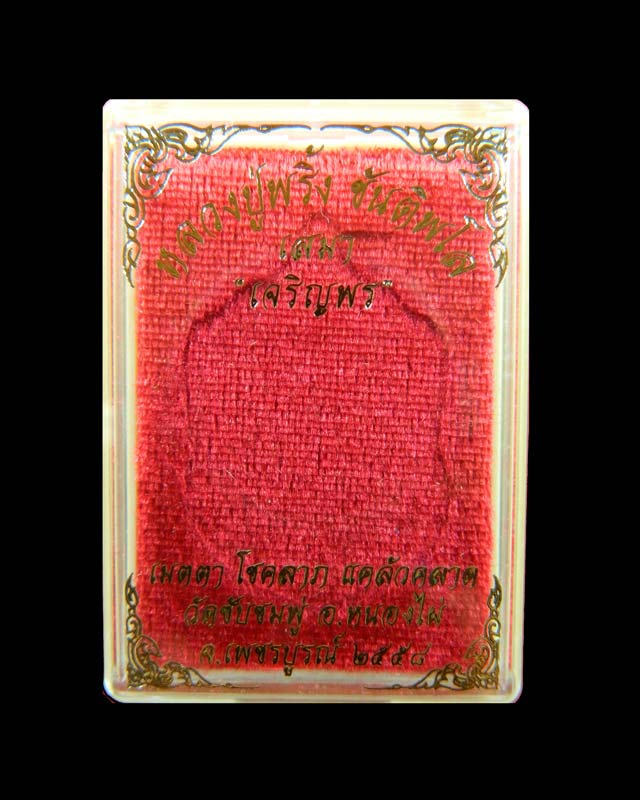 หลวงปู่พริ้ง ขันติพโล
เสมา
"เจริญพร"
เมตตา โชคลาภ แคล้วคลาด
วัดซับชมพู่ อ.หนองไผ่
จ.เพชรบูรณ์ ๒๕๕๘